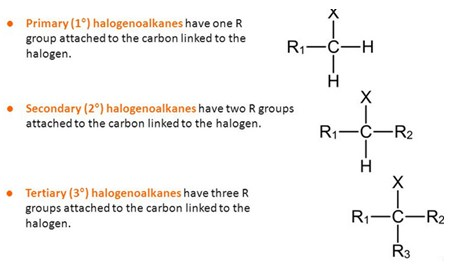 ● Primary (1°) halogenoalkanes have one R
group attached to the carbon linked to the
halogen.
X
R₁—C—H
H
● Secondary (2°) halogenoalkanes have two R groups
attached to the carbon linked to the halogen.
X
R₁—C—R₂
H
● Tertiary (3°) halogenoalkanes have three R
groups attached to the carbon linked to the
halogen.
X
R₁—C—R₂
R₃